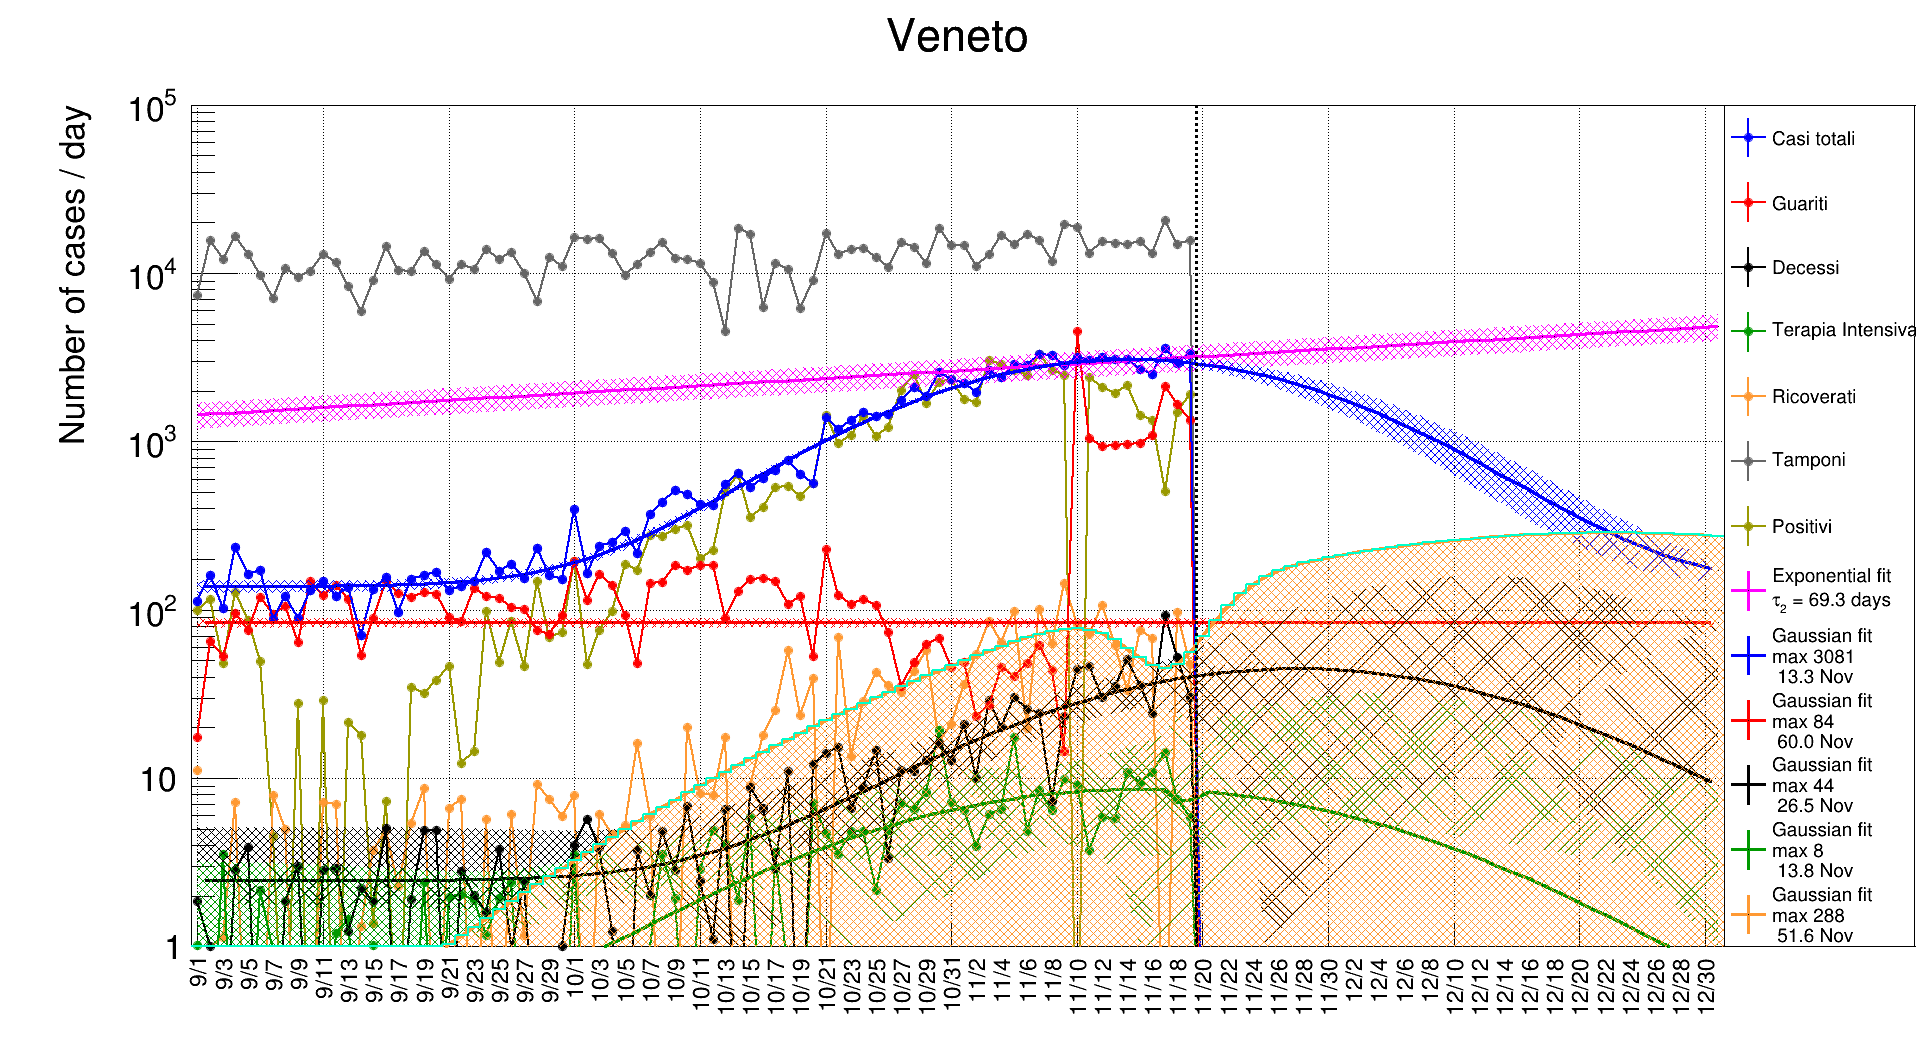 Veneto
Number of cases / day
10⁵
10⁴
10³
10²
10
1
9/1
9/3
9/5
9/7
9/9
9/11
9/13
9/15
9/17
9/19
9/21
9/23
9/25
9/27
9/29
10/1
10/3
10/5
10/7
10/9
10/11
10/13
10/15
10/17
10/19
10/21
10/23
10/25
10/27
10/29
10/31
11/2
11/4
11/6
11/8
11/10
11/12
11/14
11/16
11/18
11/20
11/22
11/24
11/26
11/28
11/30
12/2
12/4
12/6
12/8
12/10
12/12
12/14
12/16
12/18
12/20
12/22
12/24
12/26
12/28
12/30
Casi totali
Guariti
Decessi
Terapia Intensiva
Ricoverati
Tamponi
Positivi
Exponential fit
τ₂ = 69.3 days
Gaussian fit
max 3081
13.3 Nov
Gaussian fit
max 84
60.0 Nov
Gaussian fit
max 44
26.5 Nov
Gaussian fit
max 8
13.8 Nov
Gaussian fit
max 288
51.6 Nov